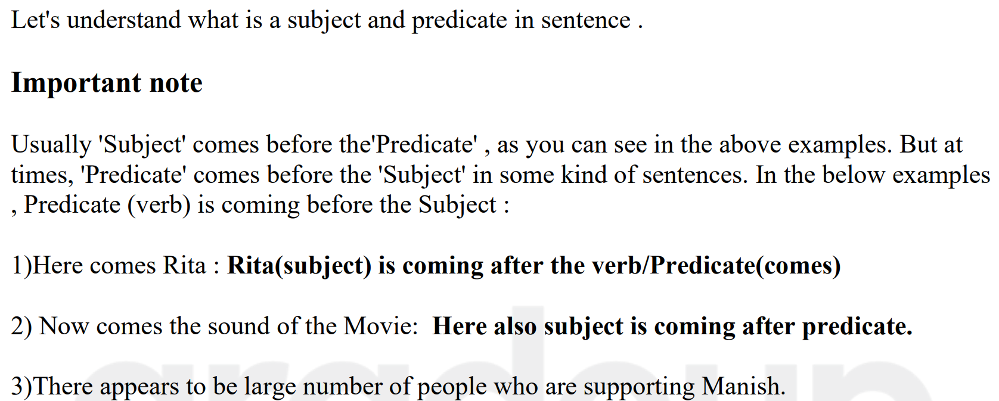 Let's understand what is a subject and predicate in sentence .
Important note
Usually 'Subject' comes before the'Predicate' , as you can see in the above examples. But at
times, 'Predicate' comes before the 'Subject' in some kind of sentences. In the below examples
, Predicate (verb) is coming before the Subject :
1)Here comes Rita : Rita(subject) is coming after the verb/Predicate(comes)
2) Now comes the sound of the Movie:  Here also subject is coming after predicate.
3)There appears to be large number of people who are supporting Manish.
gradeup